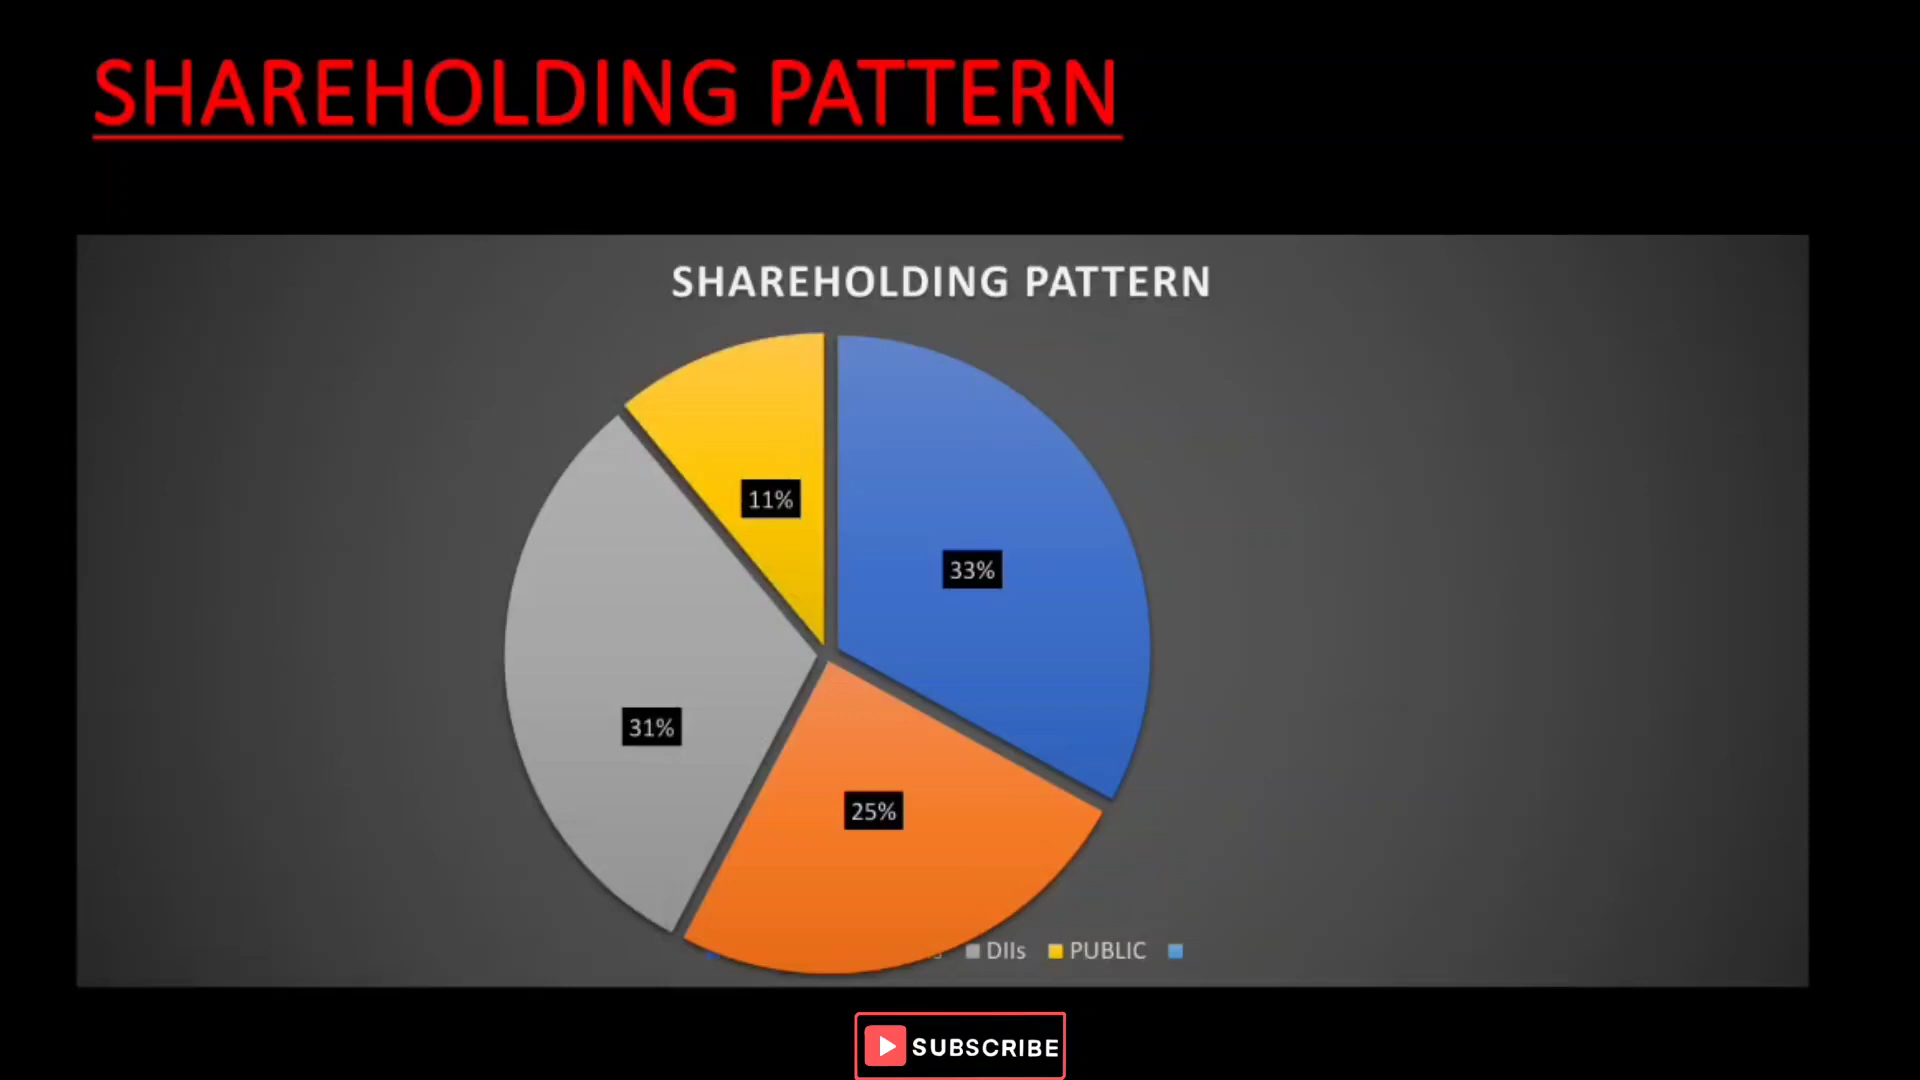 SHAREHOLDING PATTERN
SHAREHOLDING PATTERN
11%
33%
31%
25%
DIIs PUBLIC
SUBSCRIBE